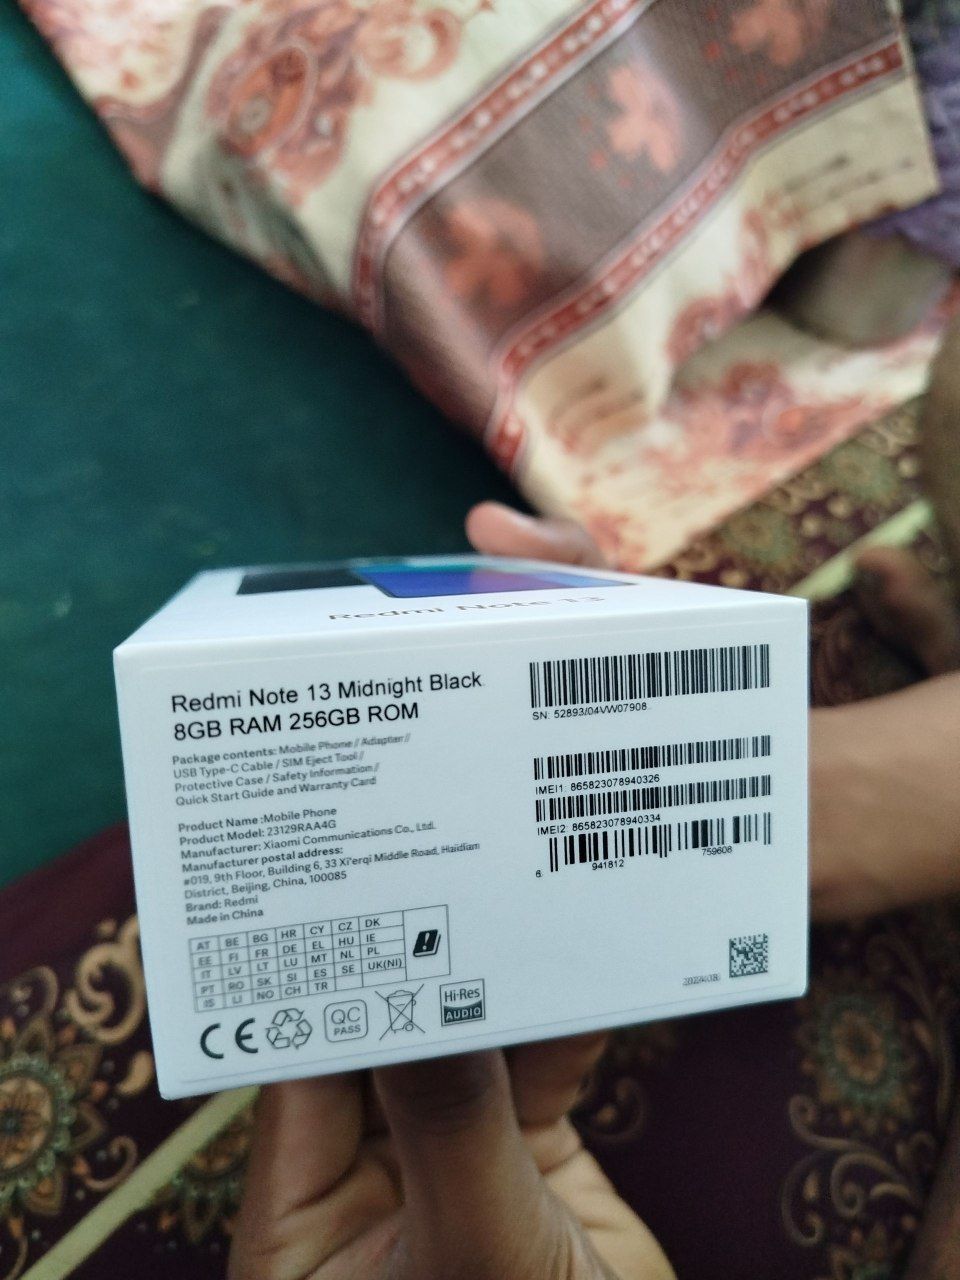 Redmi Note 13
Redmi Note 13 Midnight Black
8GB RAM 256GB ROM
Package contents: Mobile Phone // Adapter //
USB Type-C Cable / SIM Eject Tool //
Protective Case / Safety Information //
Quick Start Guide and Warranty Card
Product Name :Mobile Phone
Product Model: 23129RAA4G
Manufacturer: Xiaomi Communications Co., Ltd.
Manufacturer postal address:
#019, 9th Floor, Building 6, 33 Xi'erqi Middle Road, Haidian
District, Beijing, China, 100085
Brand: Redmi
Made in China
AT BE BG HR CY CZ DK
EE FI FR DE EL HU IE
IT LV LT LU MT NL PL
PT RO SK SI ES SE UK(NI)
IS LI NO CH TR
CE
QC
PASS
Hi-Res
AUDIO
SN: 52893/04VW07908
IMEI1: 865823078940326
IMEI2: 865823078940334
6 941812 759608